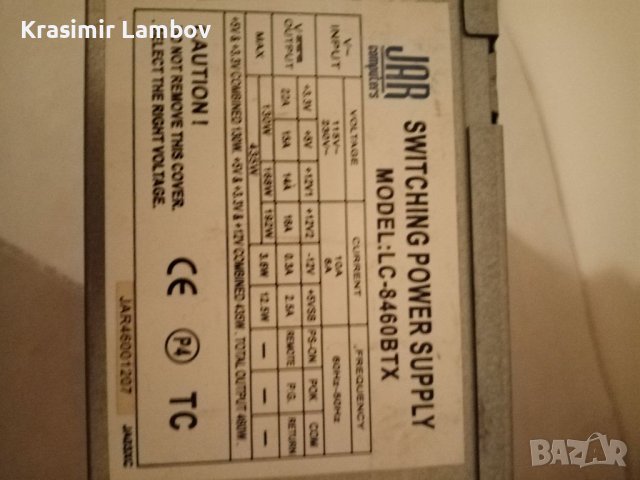 Krasimir Lambov
JAR
computers
SWITCHING POWER SUPPLY
MODEL:LC-8460BTX
VOLTAGE CURRENT FREQUENCY
V~ INPUT 115V~ 230V~ 10A 6A 60Hz-50Hz
+3.3V +5V +12V1 +12V2 -12V +5VSB PS-ON POK COM
OUTPUT 22A 15A 14A 16A 0.3A 2.5A REMOTE P.G. RETURN
MAX 130W 168W 192W 3.6W 12.5W — — —
435W
+5V & +3.3V COMBINED 130W. +5V & +3.3V & +12V COMBINED 435W. TOTAL OUTPUT 460W.
CAUTION !
DO NOT REMOVE THIS COVER.
SELECT THE RIGHT VOLTAGE.
CE P4 TC
JAR46001207
bazar